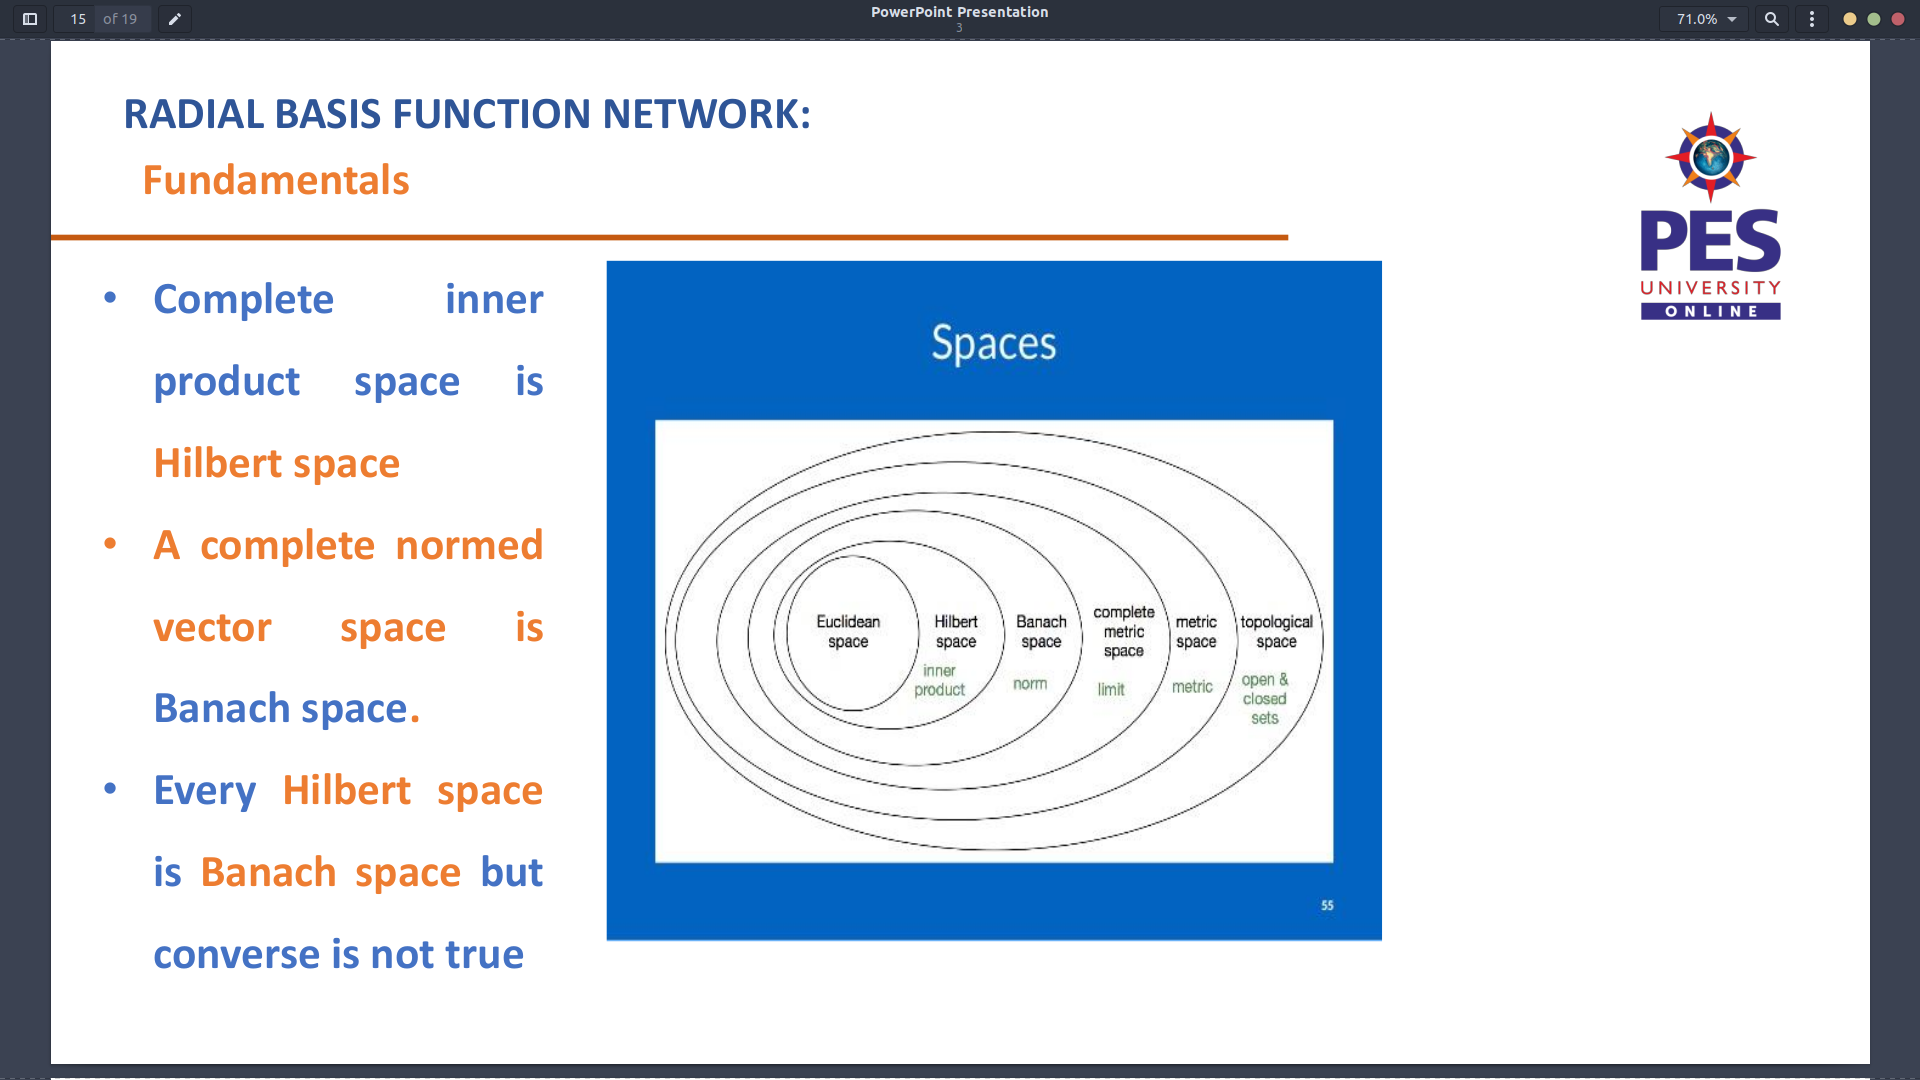 15 of 19
PowerPoint Presentation
3
71.0%
RADIAL BASIS FUNCTION NETWORK:
Fundamentals
PES
UNIVERSITY
ONLINE
• Complete inner
product space is
Hilbert space
• A complete normed
vector space is
Banach space.
• Every Hilbert space
is Banach space but
converse is not true
Spaces
Euclidean
space
Hilbert
space
inner
product
Banach
space
norm
complete
metric
space
limit
metric
space
metric
topological
space
open &
closed
sets
55